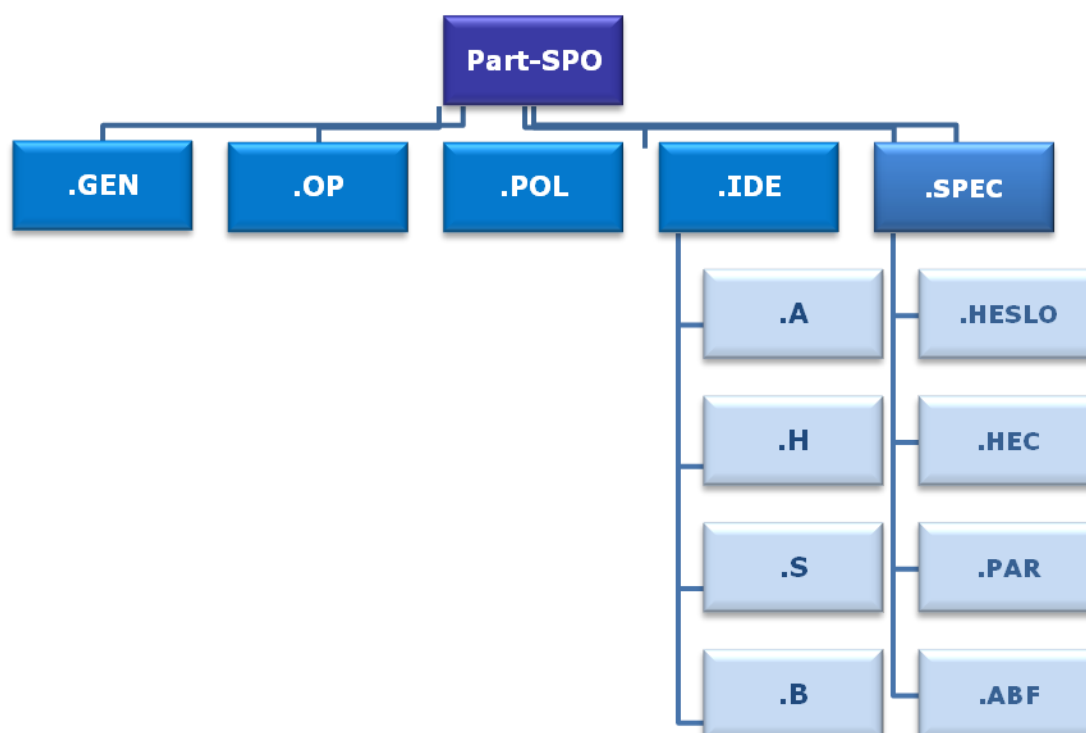 Part-SPO
.GEN
.OP
.POL
.IDE
.SPEC
.A
.HESLO
.H
.HEC
.S
.PAR
.B
.ABF